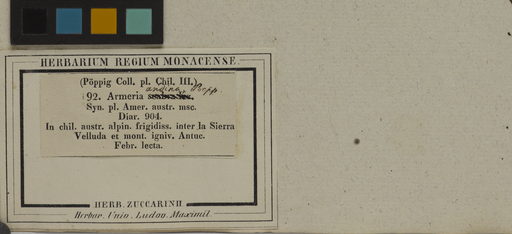 HERBARIUM REGIUM MONACENSE.
(Pöppig Coll. pl. Chil. III.)
andina Pöpp.
92. Armeria
Syn. pl. Amer. austr. msc.
Diar. 904.
In chil. austr. alpin. frigidiss. inter la Sierra
Velluda et mont. igniv. Antuc.
Febr. lecta.
HERB. ZUCCARINII
Herbar. Univ. Ludov. Maximil.